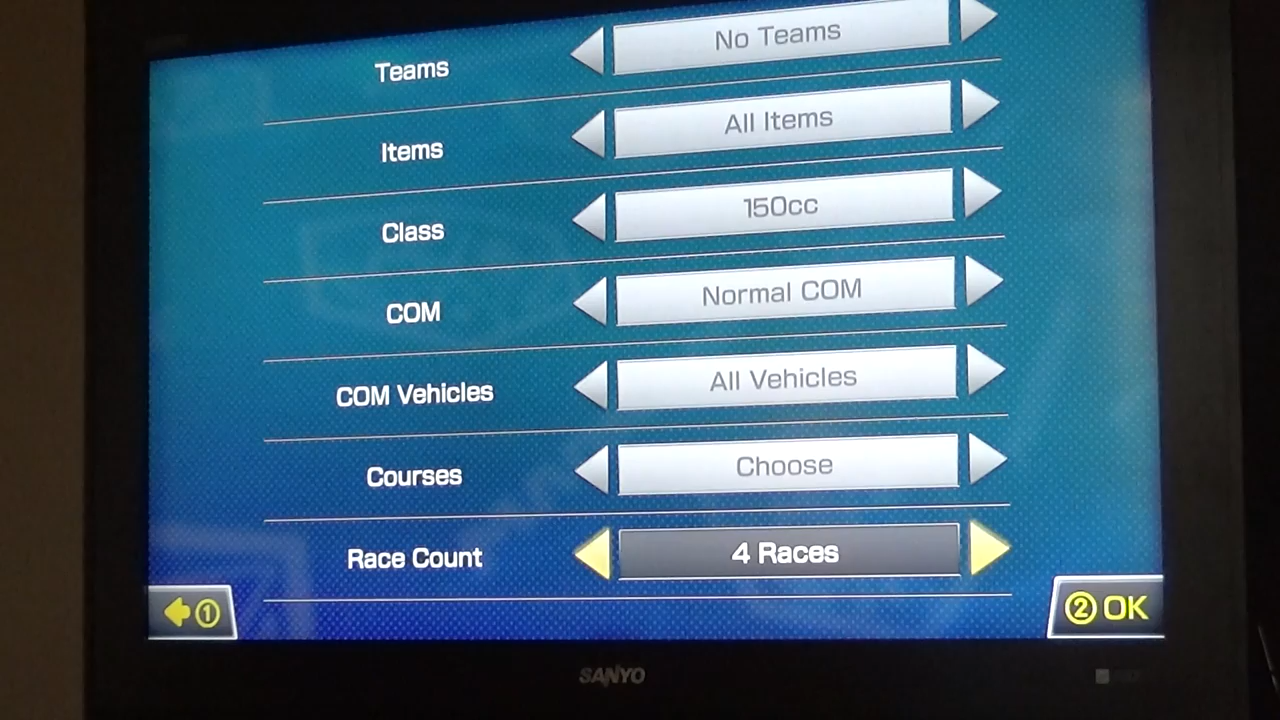 Teams
No Teams
Items
All Items
Class
150cc
COM
Normal COM
COM Vehicles
All Vehicles
Courses
Choose
Race Count
4 Races
①
② OK
SANYO